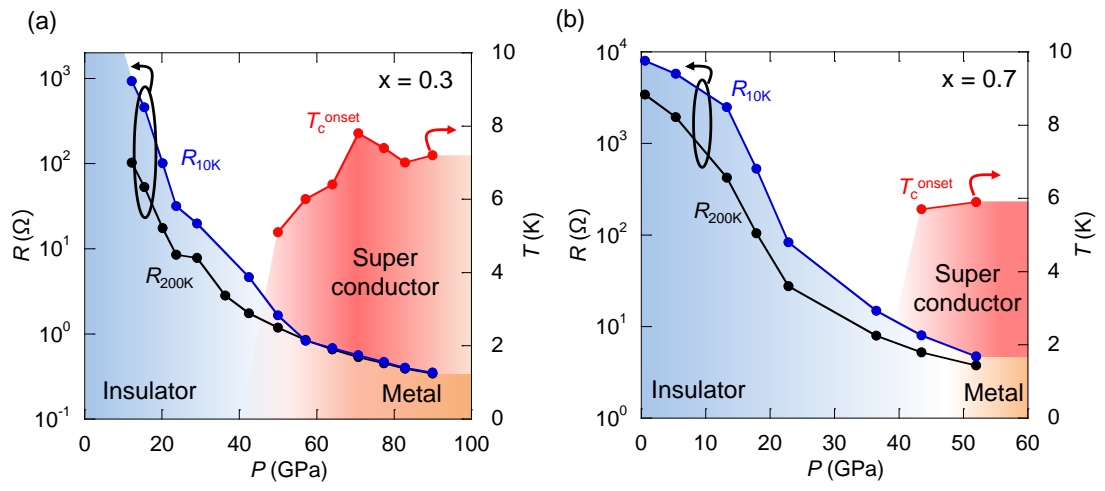 (a)
x = 0.3
10³
10²
10¹
10⁰
10⁻¹
R (Ω)
R10K
R200K
Tc onset
Super
conductor
Insulator
Metal
10
8
6
4
2
0
T (K)
0 20 40 60 80 100
P (GPa)
(b)
x = 0.7
10⁴
10³
10²
10¹
10⁰
R (Ω)
R10K
R200K
Tc onset
Super
conductor
Insulator
Metal
10
8
6
4
2
0
T (K)
0 10 20 30 40 50 60
P (GPa)